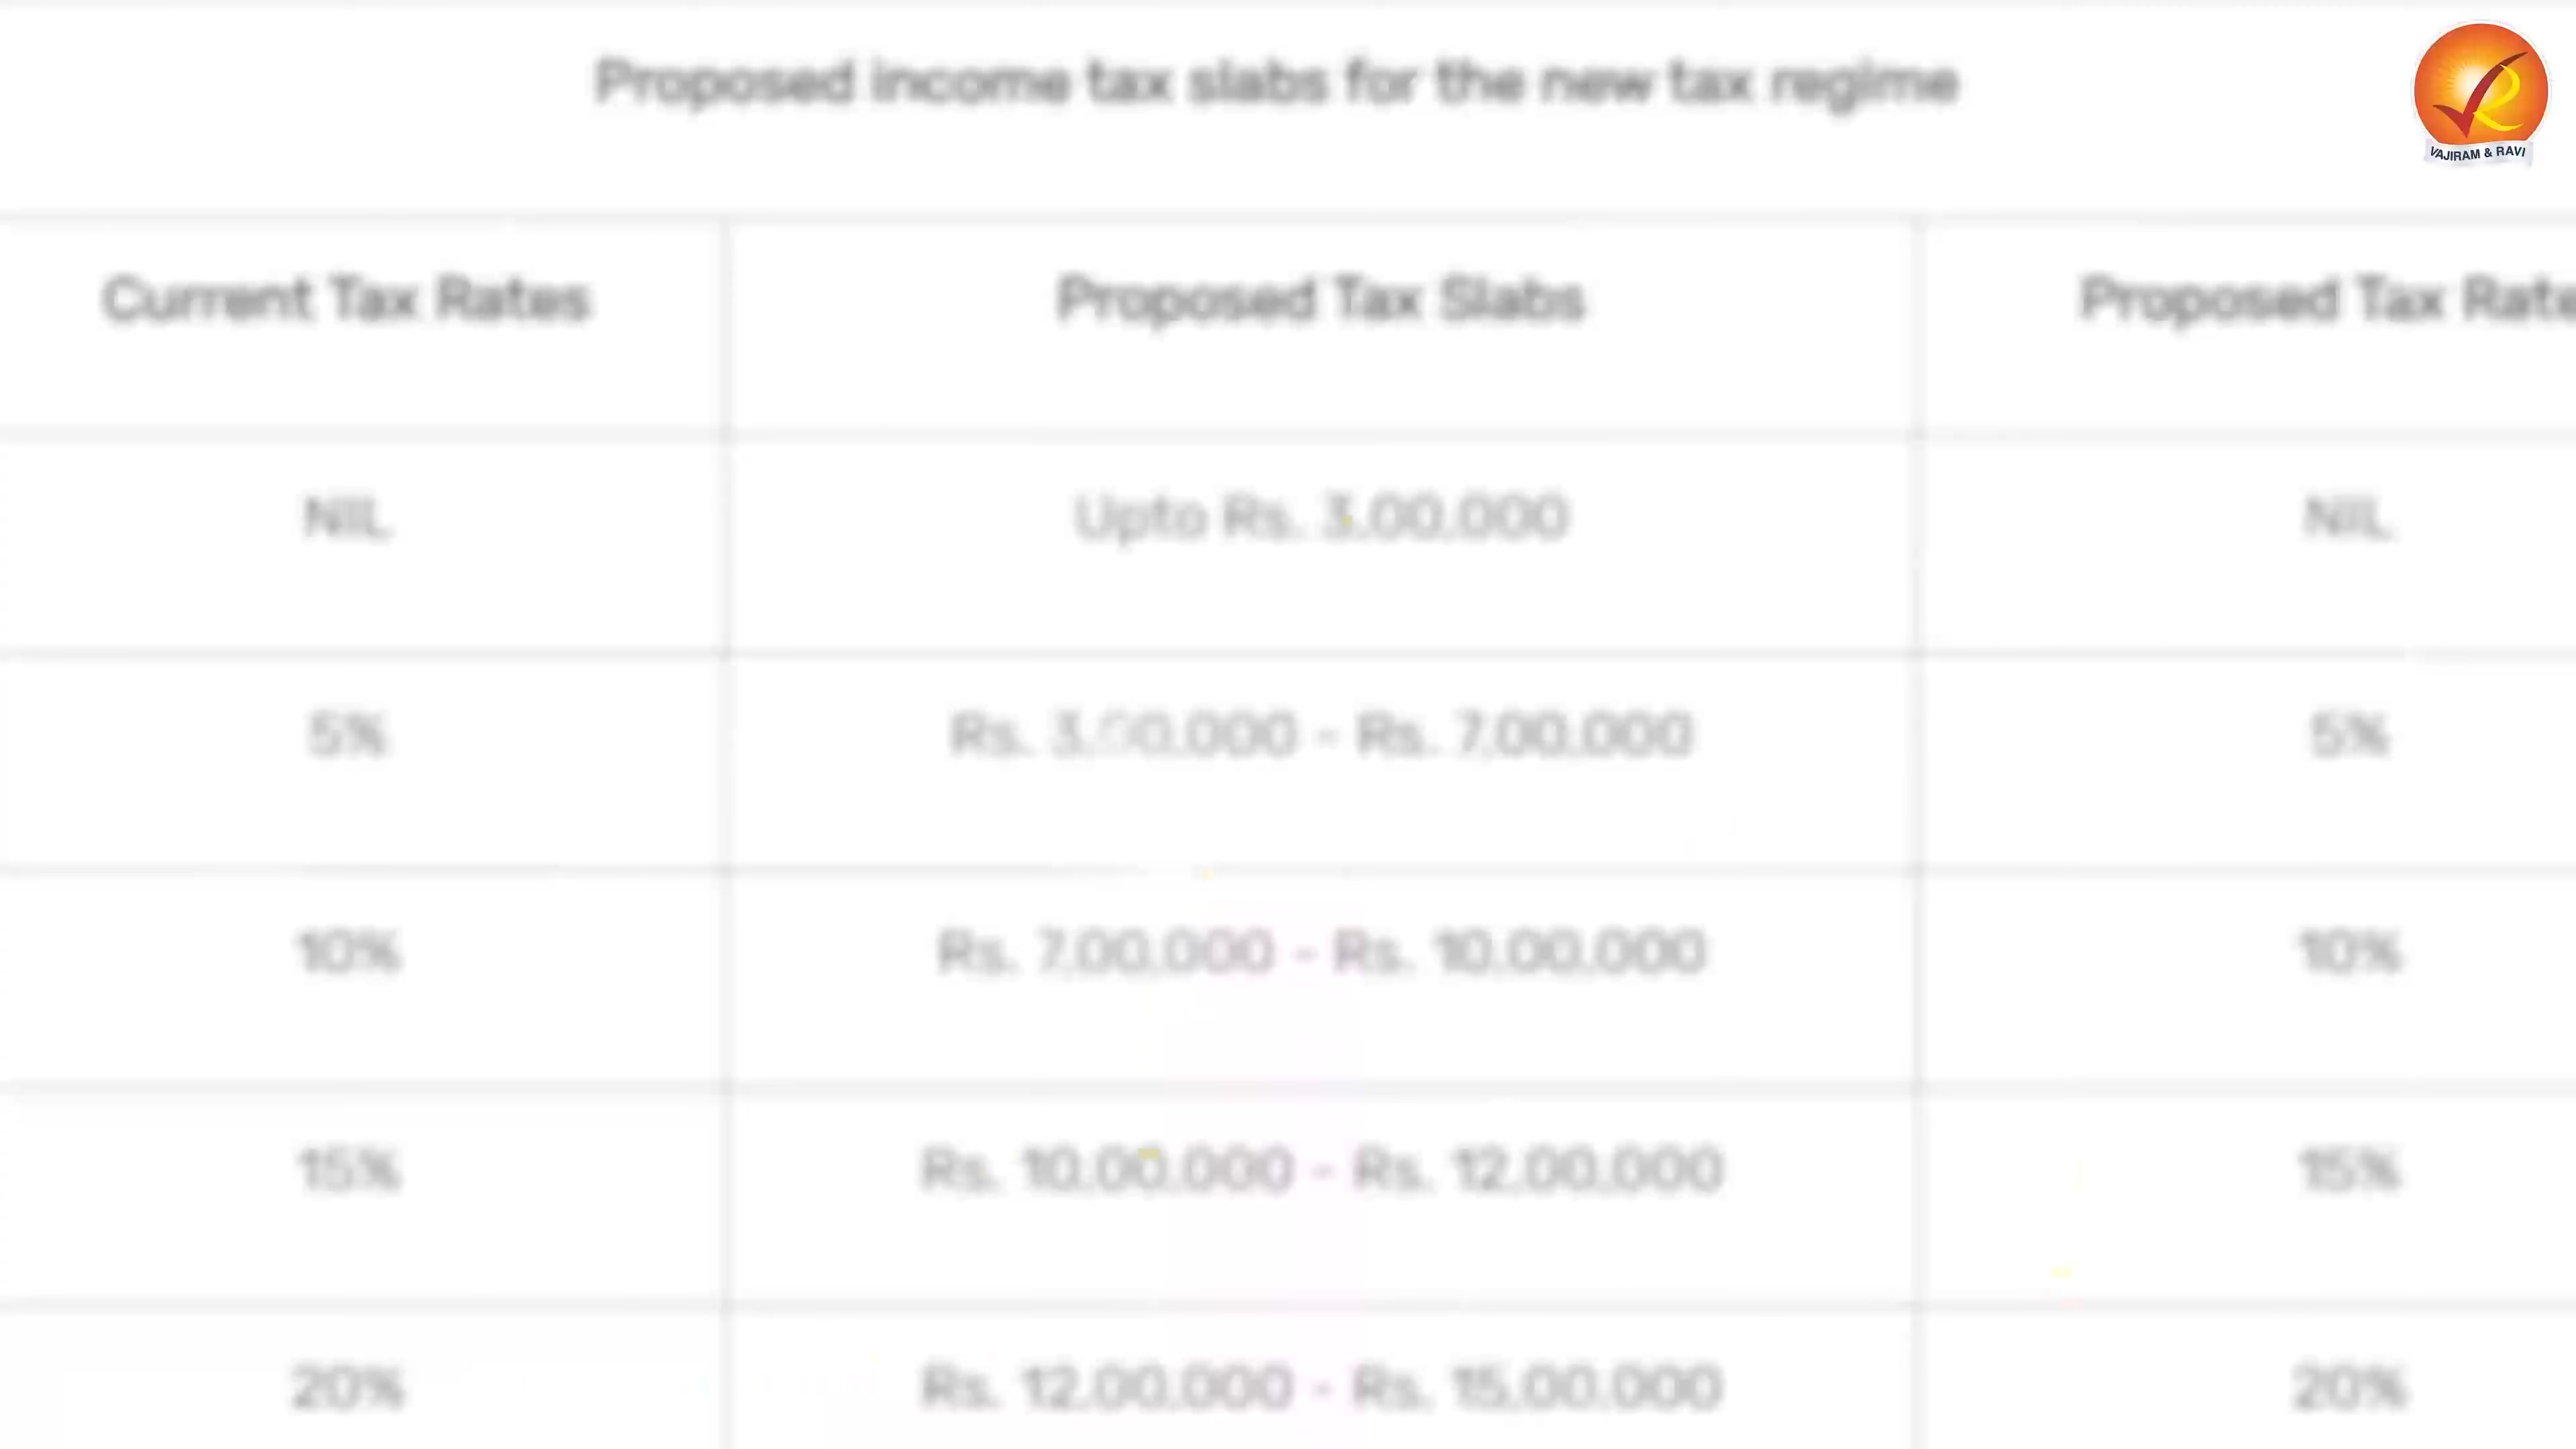 Proposed income tax slabs for the new tax regime
VAJIRAM & RAVI
Current Tax Rates Proposed Tax Slabs Proposed Tax Rate
NIL Upto Rs. 3,00,000 NIL
5% Rs. 3,00,000 - Rs. 7,00,000 5%
10% Rs. 7,00,000 - Rs. 10,00,000 10%
15% Rs. 10,00,000 - Rs. 12,00,000 15%
20% Rs. 12,00,000 - Rs. 15,00,000 20%